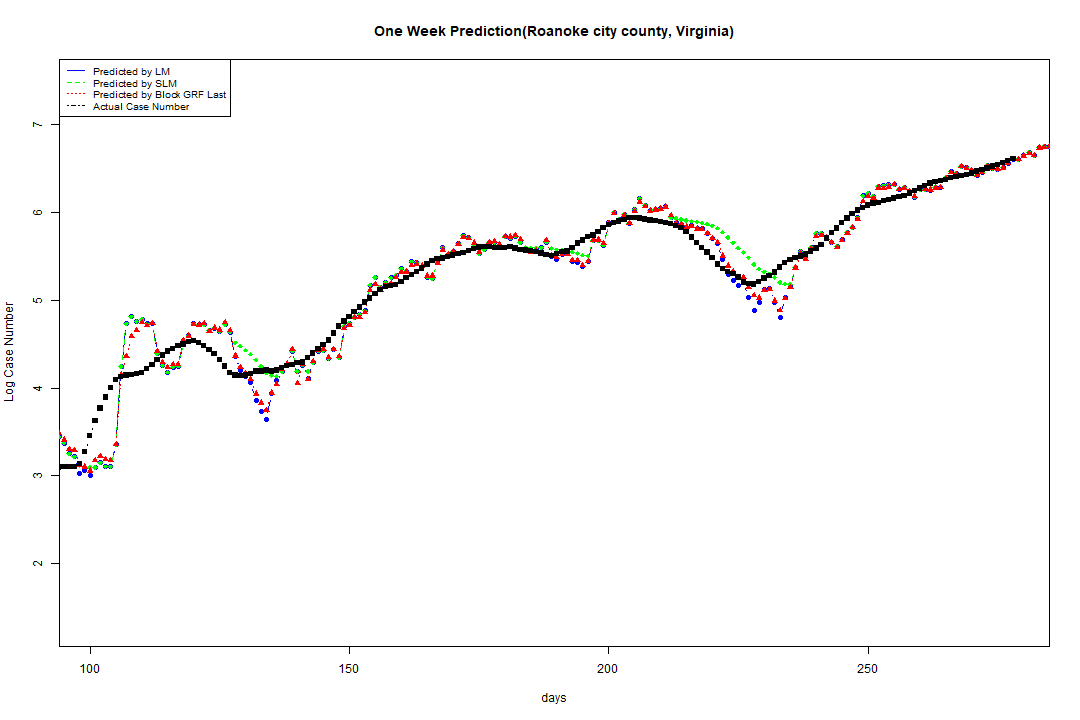 One Week Prediction(Roanoke city county, Virginia)
Predicted by LM
Predicted by SLM
Predicted by Block GRF Last
Actual Case Number
7
6
5
4
3
2
Log Case Number
100 150 200 250
days